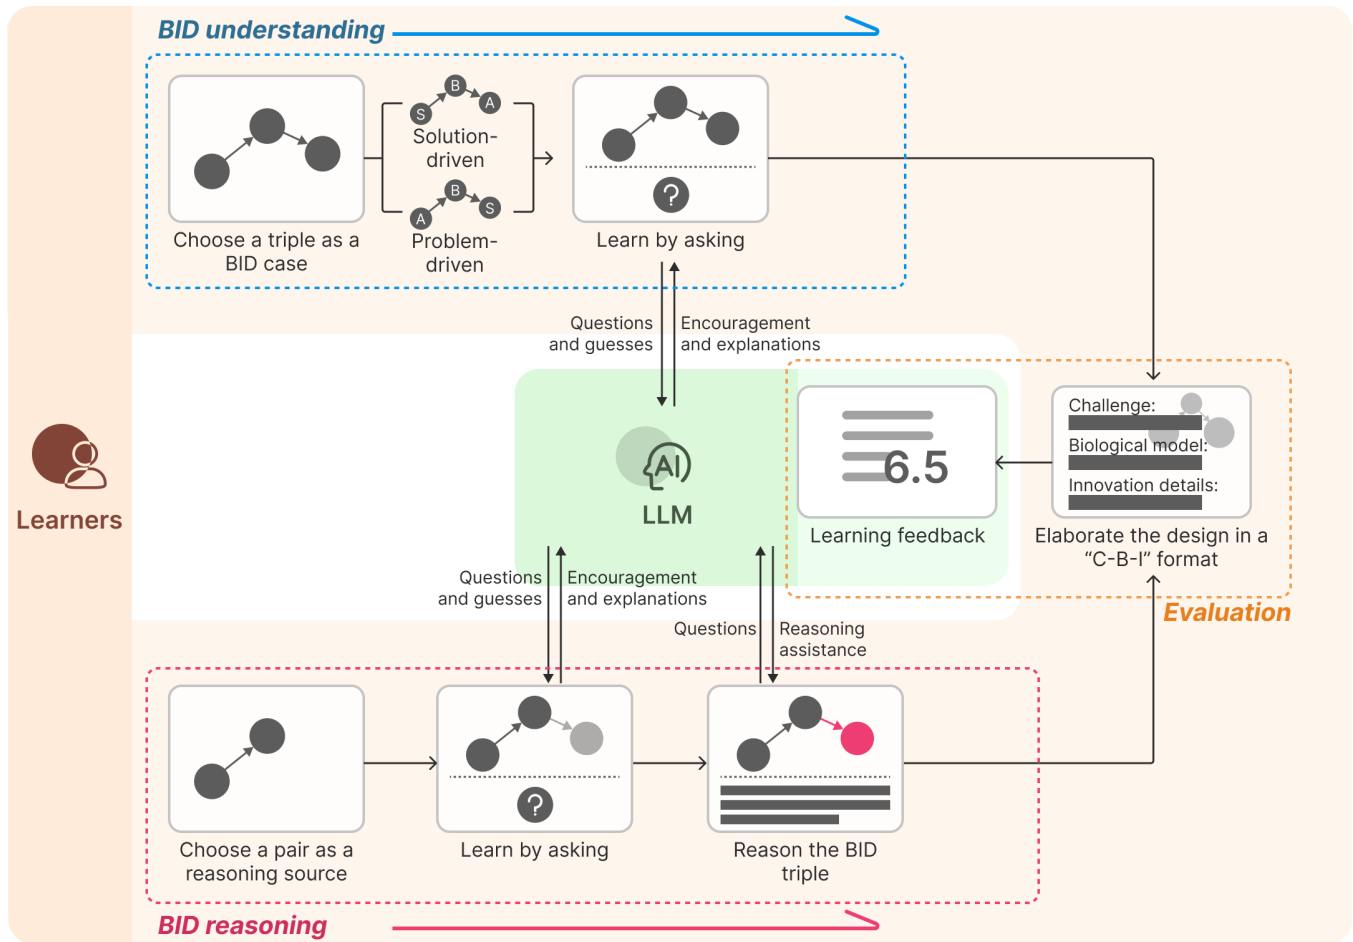 BID understanding
S
B
A
Solution-
driven
A
B
S
Problem-
driven
?
Choose a triple as a
BID case
Learn by asking
Questions
and guesses
Encouragement
and explanations
Learners
AI
LLM
6.5
Learning feedback
Challenge:
Biological model:
Innovation details:
Elaborate the design in a
“C-B-I” format
Evaluation
Questions
and guesses
Encouragement
and explanations
Questions
Reasoning
assistance
?
Choose a pair as a
reasoning source
Learn by asking
Reason the BID
triple
BID reasoning